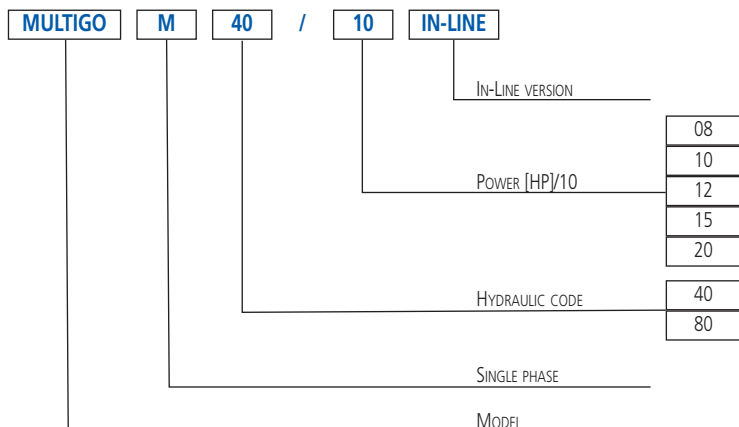 MULTIGO M 40 / 10 IN-LINE
IN-LINE VERSION
08
10
POWER [HP]/10
12
15
20
HYDRAULIC CODE
40
80
SINGLE PHASE
MODEL